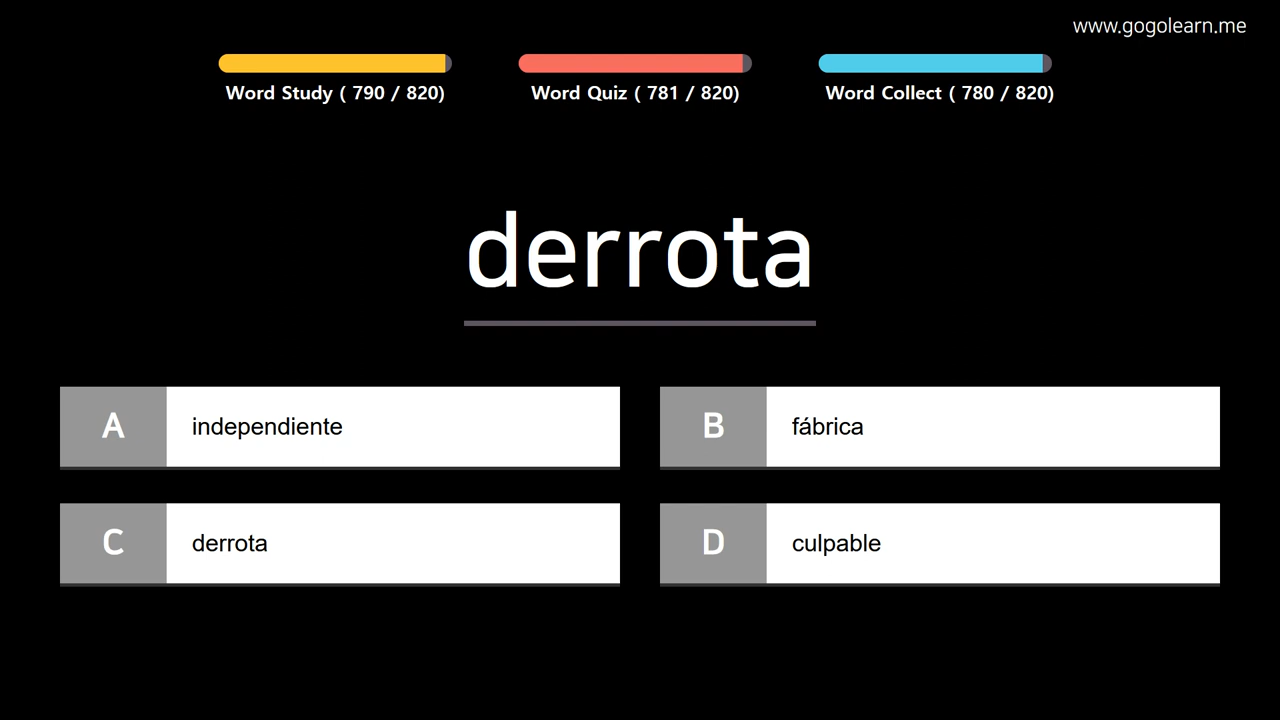 www.gogolearn.me
Word Study ( 790 / 820)
Word Quiz ( 781 / 820)
Word Collect ( 780 / 820)
derrota
A independiente
B fábrica
C derrota
D culpable